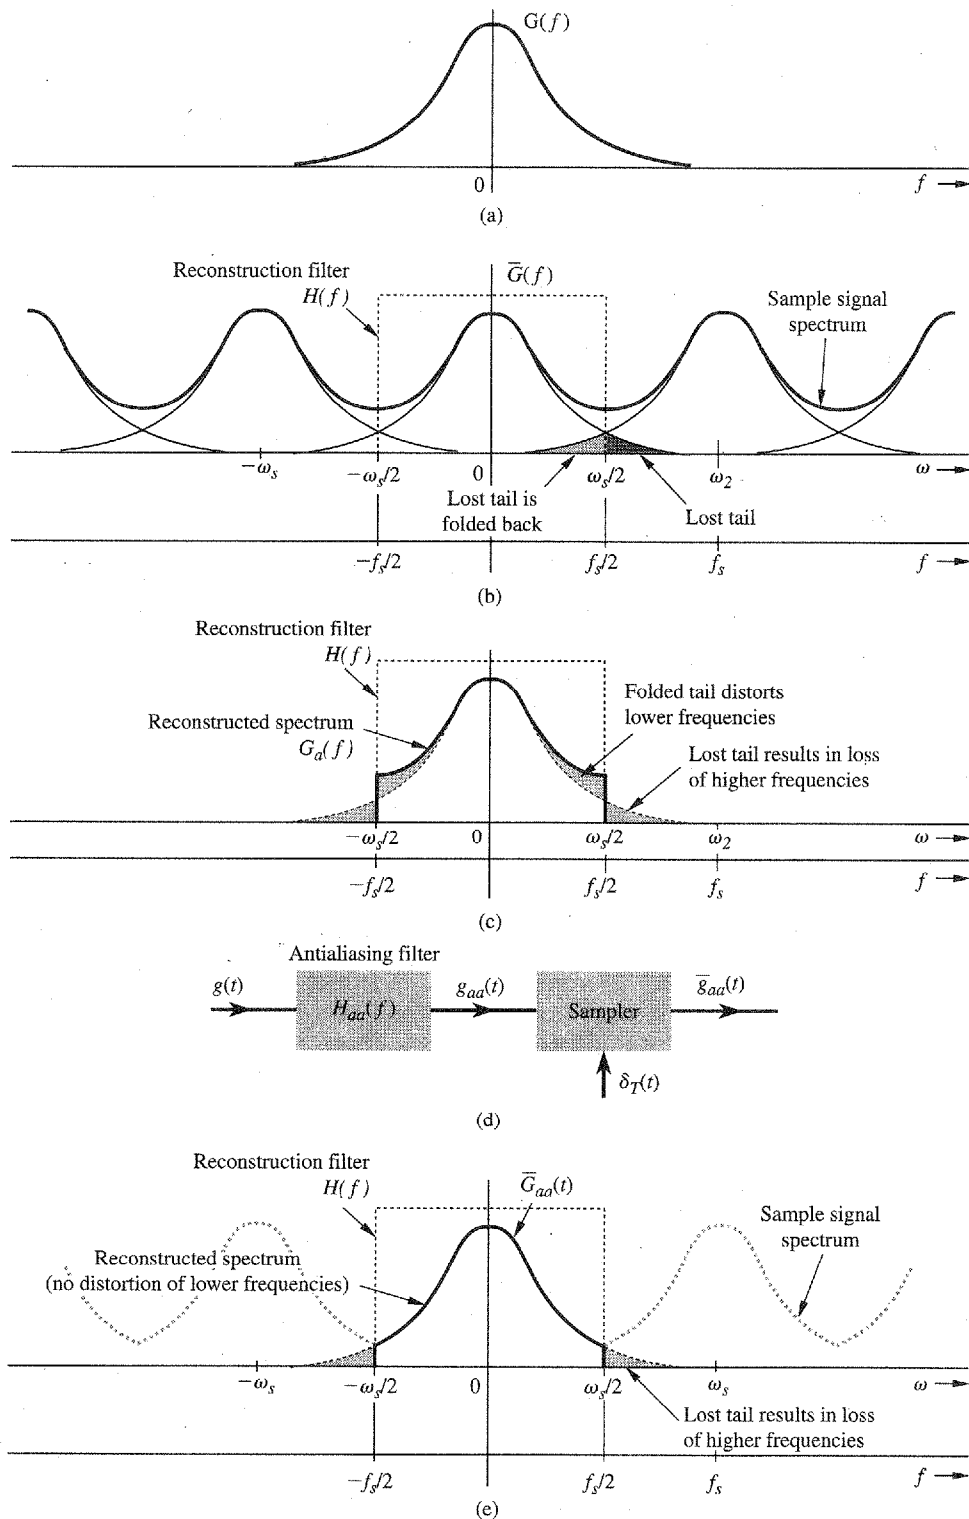 G(f)
0
f
(a)
Reconstruction filter
H(f)
G̅(f)
Sample signal
spectrum
−ωs
−ωs/2
0
ωs/2
ω2
ω
Lost tail is
folded back
Lost tail
−fs/2
fs/2
fs
f
(b)
Reconstruction filter
H(f)
Reconstructed spectrum
Ga(f)
Folded tail distorts
lower frequencies
Lost tail results in loss
of higher frequencies
−ωs/2
0
ωs/2
ω2
ω
−fs/2
fs/2
fs
f
(c)
Antialiasing filter
g(t)
Haa(f)
gaa(t)
Sampler
g̅aa(t)
δT(t)
(d)
Reconstruction filter
H(f)
G̅aa(t)
Sample signal
spectrum
Reconstructed spectrum
(no distortion of lower frequencies)
−ωs
−ωs/2
0
ωs/2
ωs
ω
Lost tail results in loss
of higher frequencies
−fs/2
fs/2
fs
f
(e)